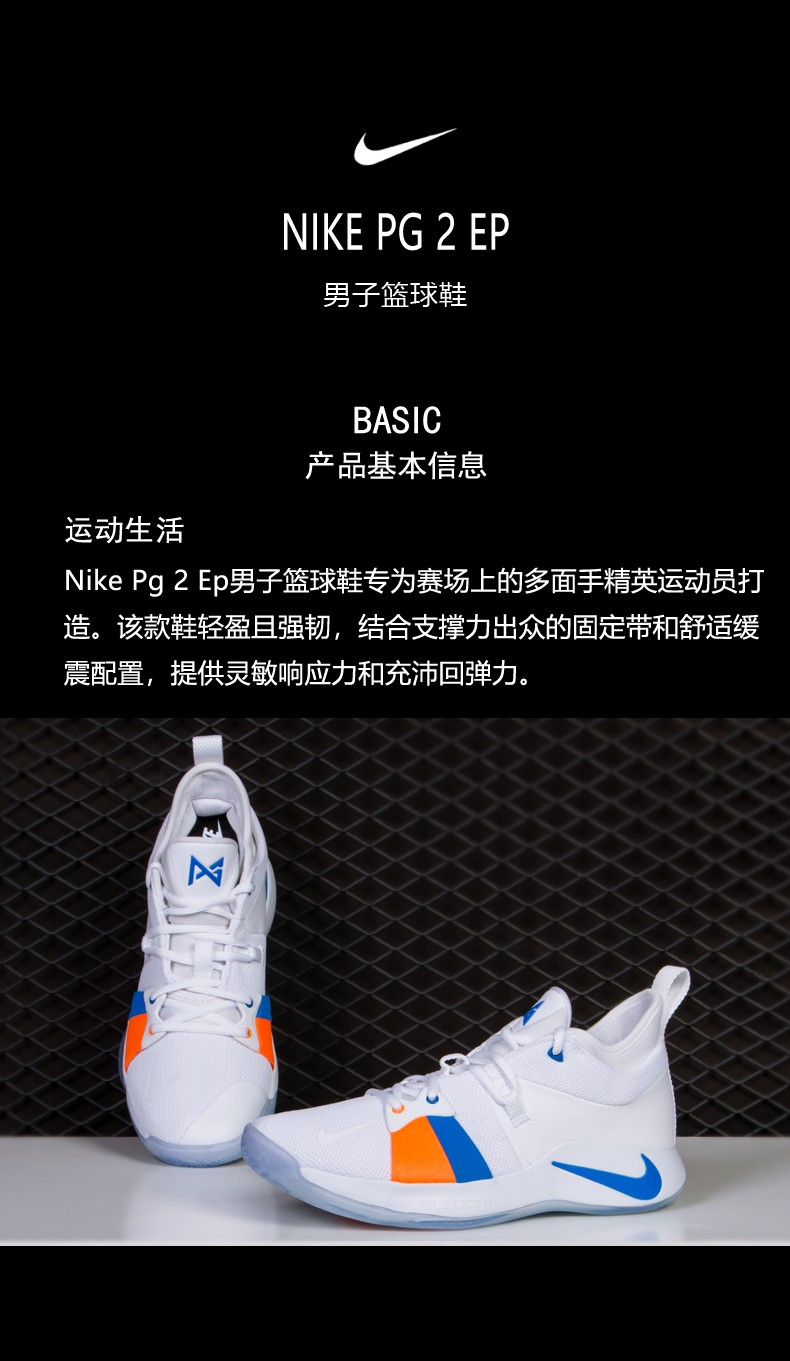 NIKE PG 2 EP
男子篮球鞋
BASIC
产品基本信息
运动生活
Nike Pg 2 Ep男子篮球鞋专为赛场上的多面手精英运动员打
造。该款鞋轻盈且强韧，结合支撑力出众的固定带和舒适缓
震配置，提供灵敏响应力和充沛回弹力。